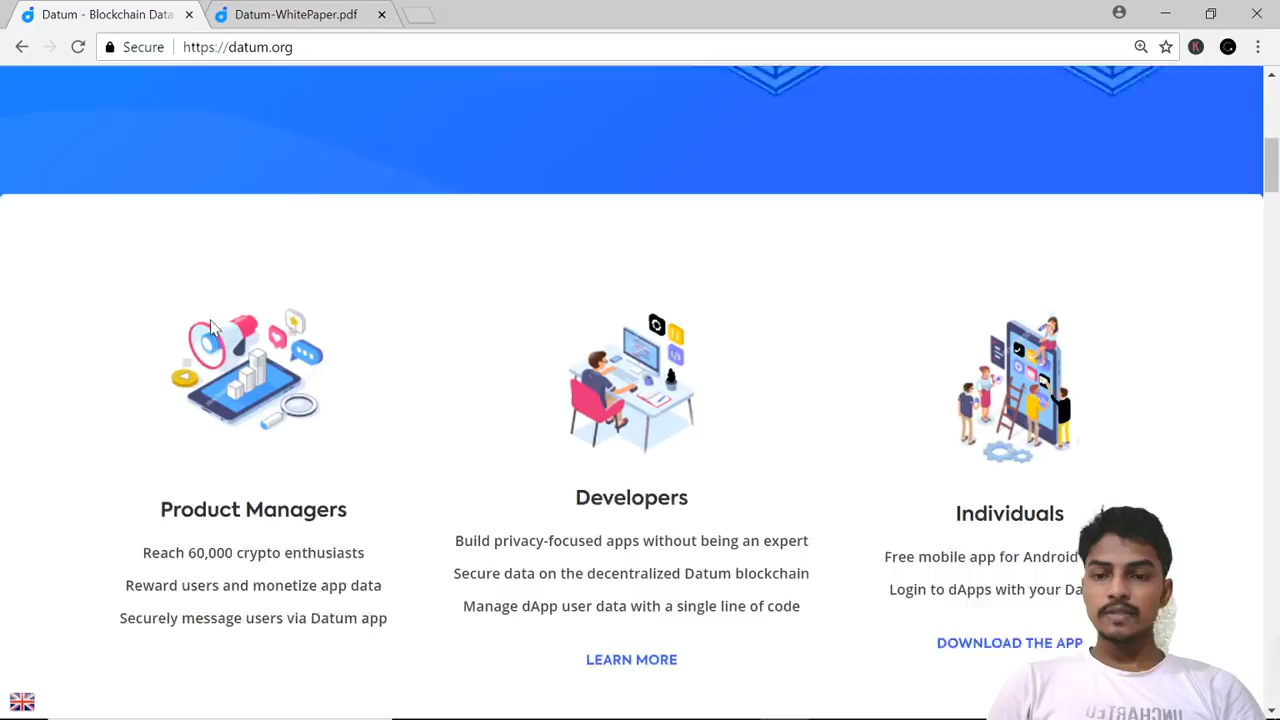 Datum - Blockchain Data
Datum-WhitePaper.pdf
Secure
https://datum.org
Product Managers
Reach 60,000 crypto enthusiasts
Reward users and monetize app data
Securely message users via Datum app
Developers
Build privacy-focused apps without being an expert
Secure data on the decentralized Datum blockchain
Manage dApp user data with a single line of code
LEARN MORE
Individuals
Free mobile app for Android
Login to dApps with your Da
DOWNLOAD THE APP
UNCHARTED